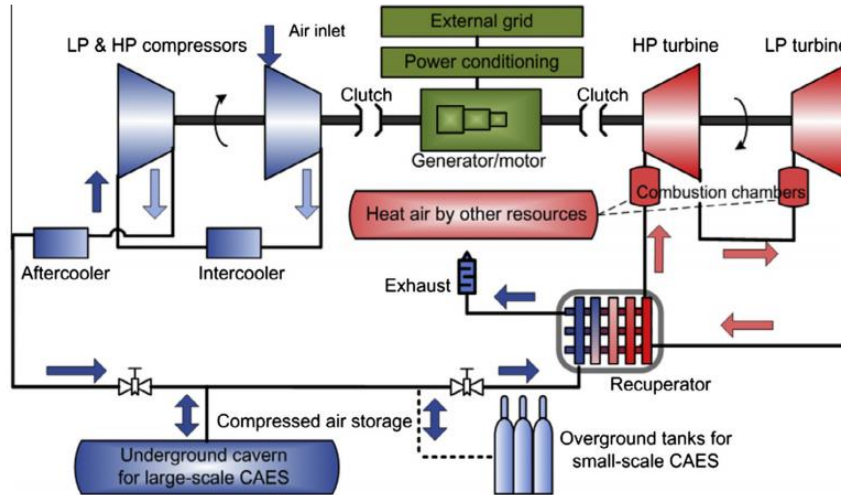 External grid
LP & HP compressors
Air inlet
HP turbine
LP turbine
Power conditioning
Clutch
Clutch
Generator/motor
Combustion chambers
Heat air by other resources
Aftercooler
Intercooler
Exhaust
Recuperator
Compressed air storage
Underground cavern
for large-scale CAES
Overground tanks for
small-scale CAES